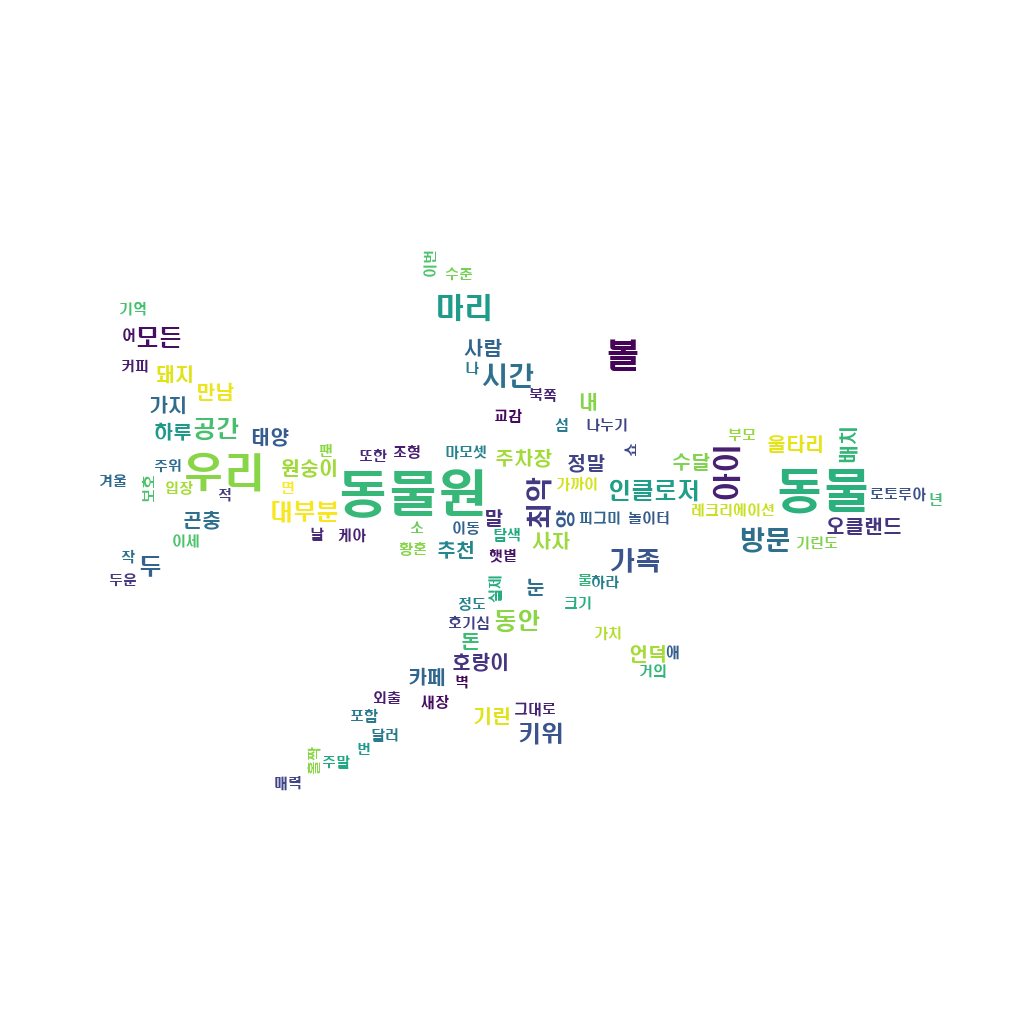 이번
수준
기억
마리
어
모든
사람
볼
커피
돼지
나
시간
만남
북쪽
내
가지
교감
섬
나누기
하루
공간
태양
부모
울타리
배치
팬
또한
조형
마모셋
주차장
정말
쇼
수달
아이
주위
원숭이
우리
겨울
보호
입장
적
면
대부분
동물원
최악
가까이
인클로저
동물
로토루아
년
레크리에이션
곤충
말
양
피그미
놀이터
오클랜드
소
이동
탐색
사자
방문
기린도
이세
날
케아
황혼
추천
햇볕
가족
작
두
두운
물
하라
실제
눈
정도
크기
호기심
동안
가치
돈
언덕
애
호랑이
거의
카페
벽
외출
새장
포함
기린
그대로
달러
키위
번
홀짝
주말
매력